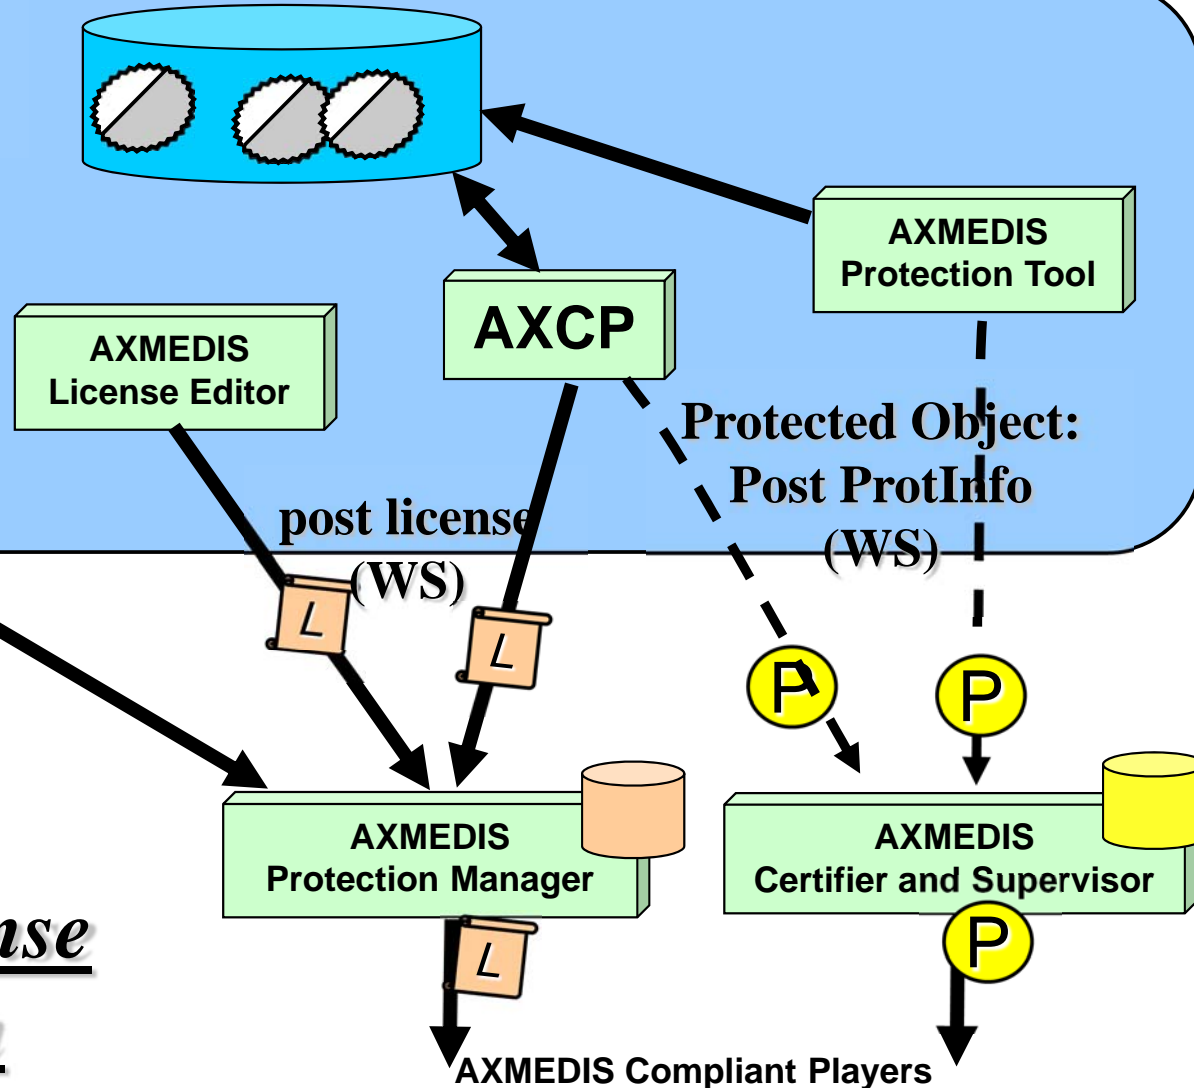 AXMEDIS
Protection Tool
AXCP
AXMEDIS
License Editor
Protected Object:
Post ProtInfo
(WS)
post license
(WS)
L
L
P
P
AXMEDIS
Protection Manager
AXMEDIS
Certifier and Supervisor
nse
L
P
AXMEDIS Compliant Players